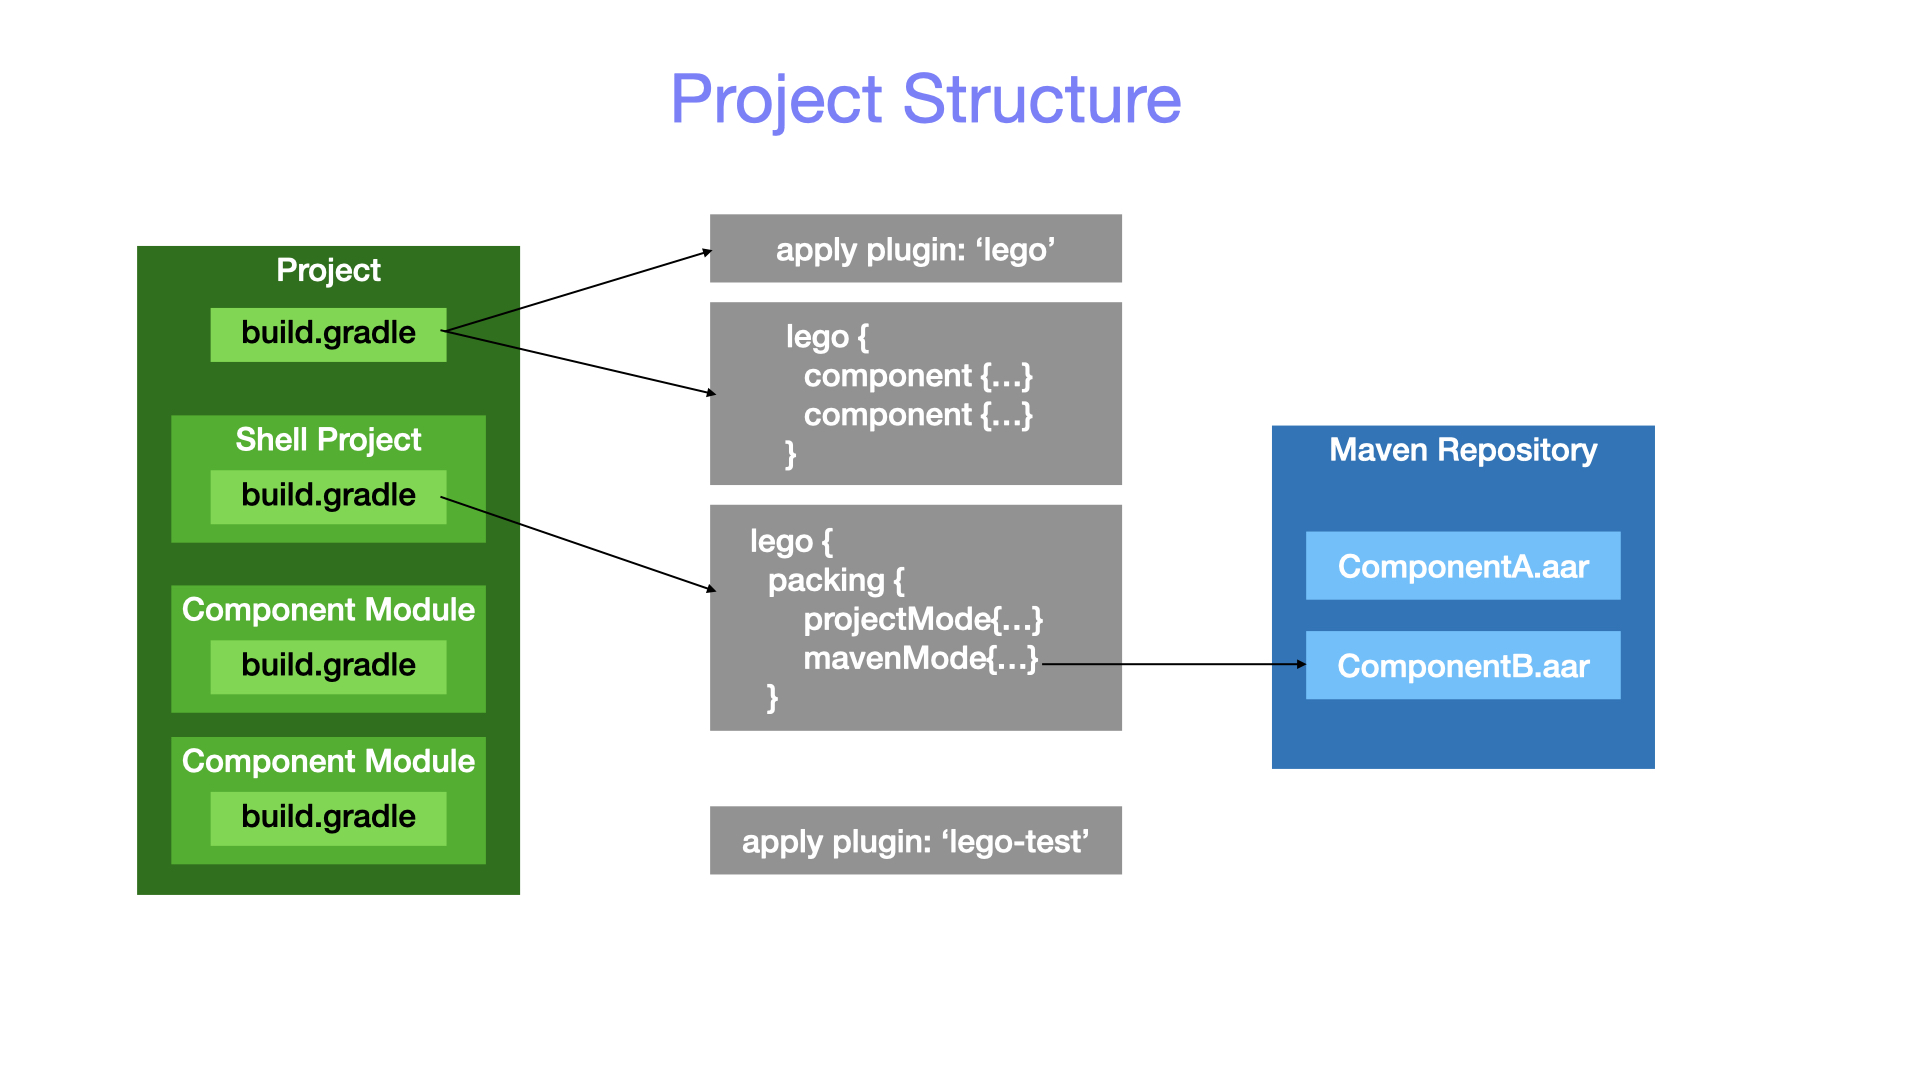 Project Structure
Project
build.gradle
Shell Project
build.gradle
Component Module
build.gradle
Component Module
build.gradle
apply plugin: ‘lego’
lego {
component {…}
component {…}
}
lego {
packing {
projectMode{…}
mavenMode{…}
}
apply plugin: ‘lego-test’
Maven Repository
ComponentA.aar
ComponentB.aar